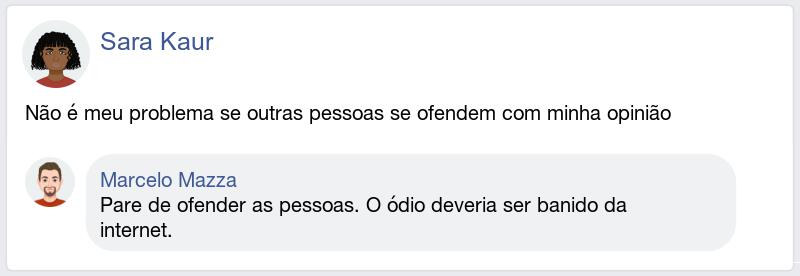 Sara Kaur
Não é meu problema se outras pessoas se ofendem com minha opinião
Marcelo Mazza
Pare de ofender as pessoas. O ódio deveria ser banido da
internet.